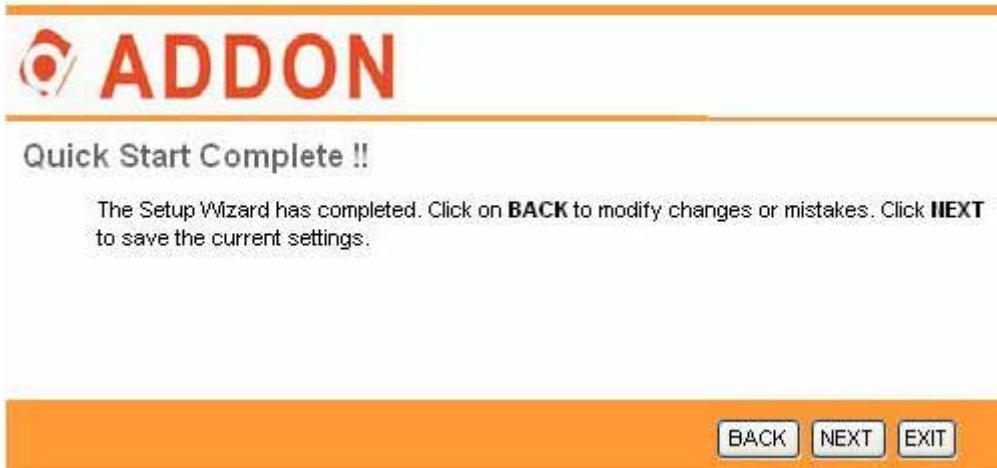 ADDON
Quick Start Complete !!
The Setup Wizard has completed. Click on BACK to modify changes or mistakes. Click NEXT
to save the current settings.
BACK NEXT EXIT